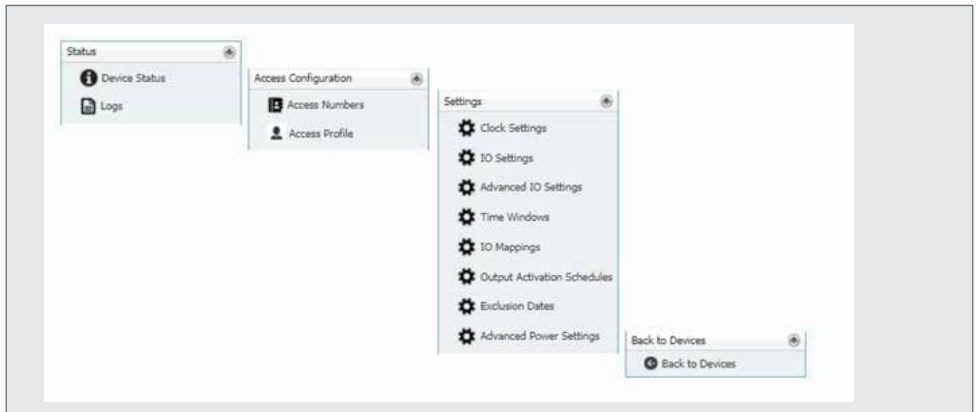 Status
Device Status
Logs
Access Configuration
Access Numbers
Access Profile
Settings
Clock Settings
IO Settings
Advanced IO Settings
Time Windows
IO Mappings
Output Activation Schedules
Exclusion Dates
Advanced Power Settings
Back to Devices
Back to Devices